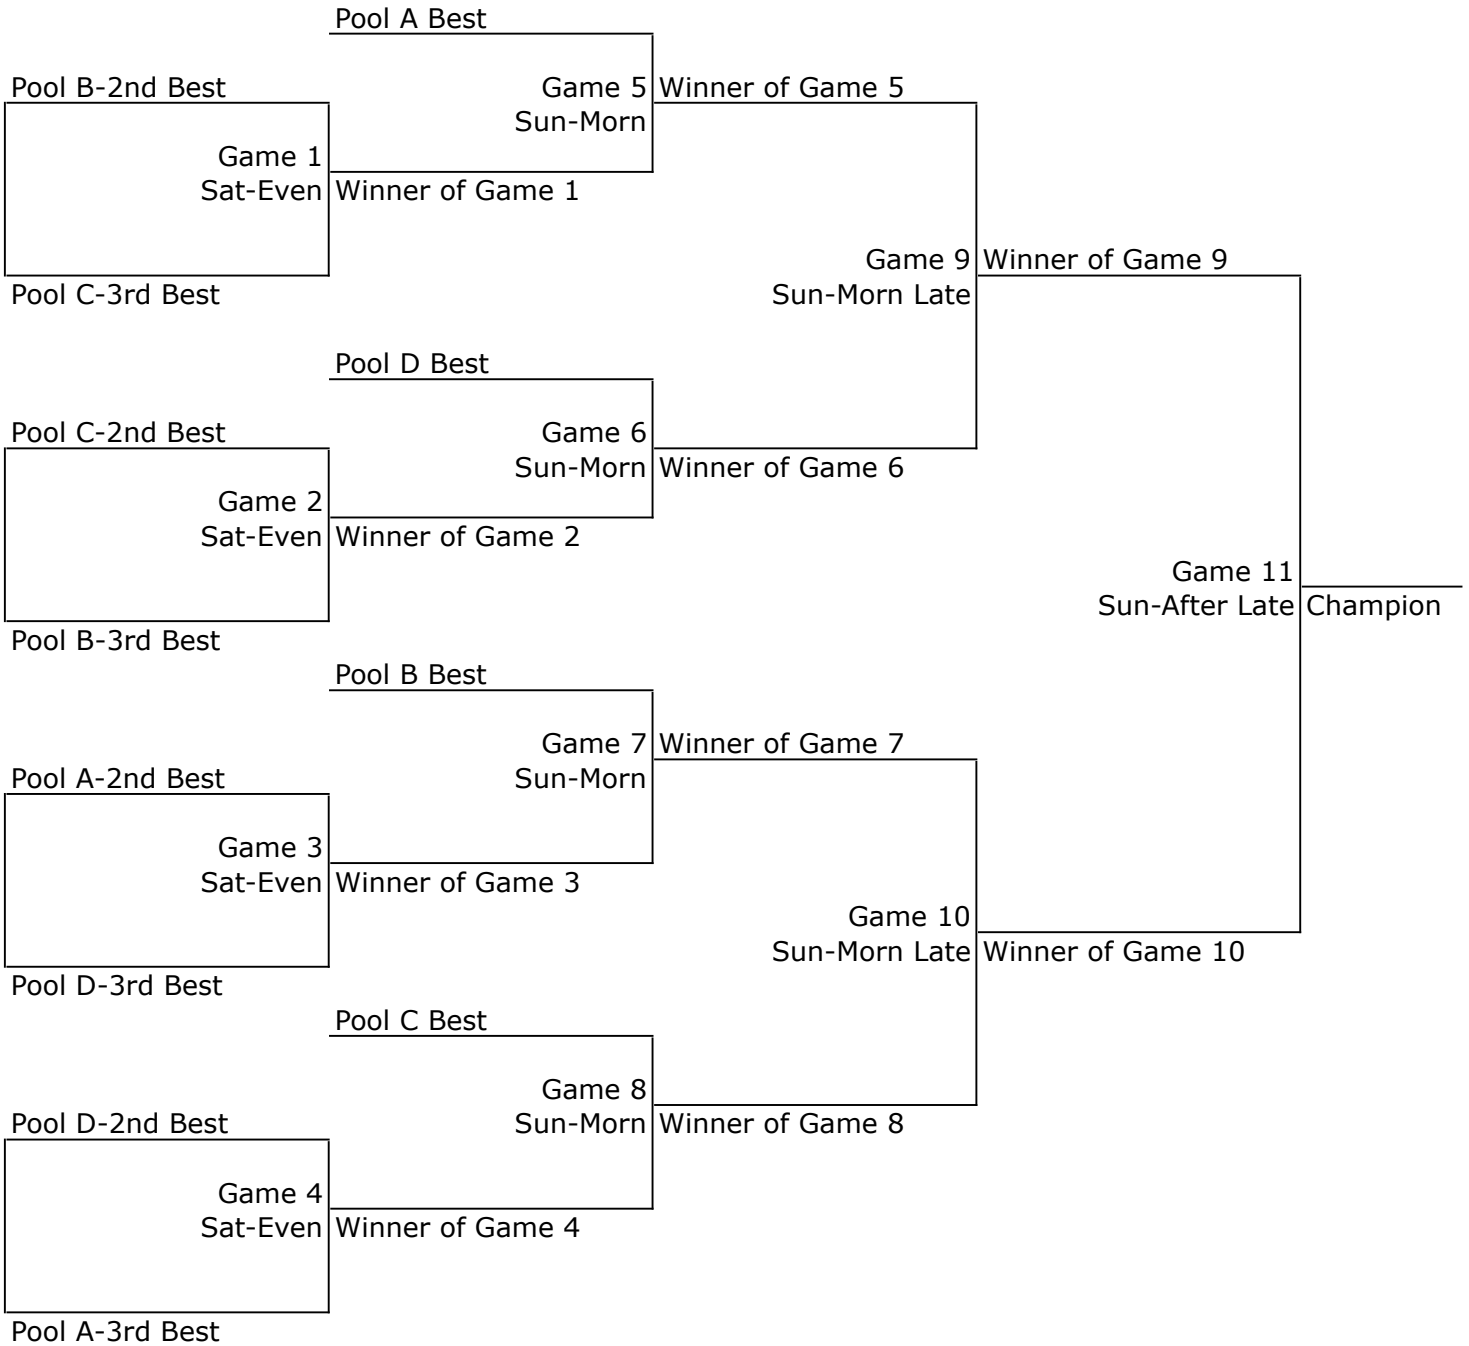 Pool A Best
Pool B-2nd Best
Game 5
Winner of Game 5
Sun-Morn
Game 1
Sat-Even
Winner of Game 1
Game 9
Winner of Game 9
Pool C-3rd Best
Sun-Morn Late
Pool D Best
Pool C-2nd Best
Game 6
Sun-Morn
Winner of Game 6
Game 2
Sat-Even
Winner of Game 2
Game 11
Sun-After Late
Champion
Pool B-3rd Best
Pool B Best
Game 7
Winner of Game 7
Pool A-2nd Best
Sun-Morn
Game 3
Sat-Even
Winner of Game 3
Game 10
Sun-Morn Late
Winner of Game 10
Pool D-3rd Best
Pool C Best
Game 8
Pool D-2nd Best
Sun-Morn
Winner of Game 8
Game 4
Sat-Even
Winner of Game 4
Pool A-3rd Best